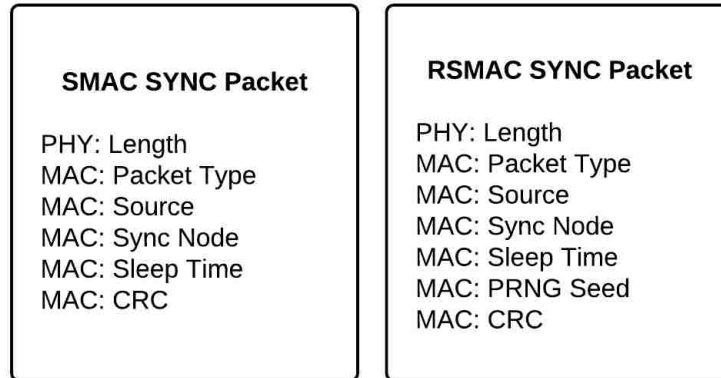 SMAC SYNC Packet
PHY: Length
MAC: Packet Type
MAC: Source
MAC: Sync Node
MAC: Sleep Time
MAC: CRC
RSMAC SYNC Packet
PHY: Length
MAC: Packet Type
MAC: Source
MAC: Sync Node
MAC: Sleep Time
MAC: PRNG Seed
MAC: CRC